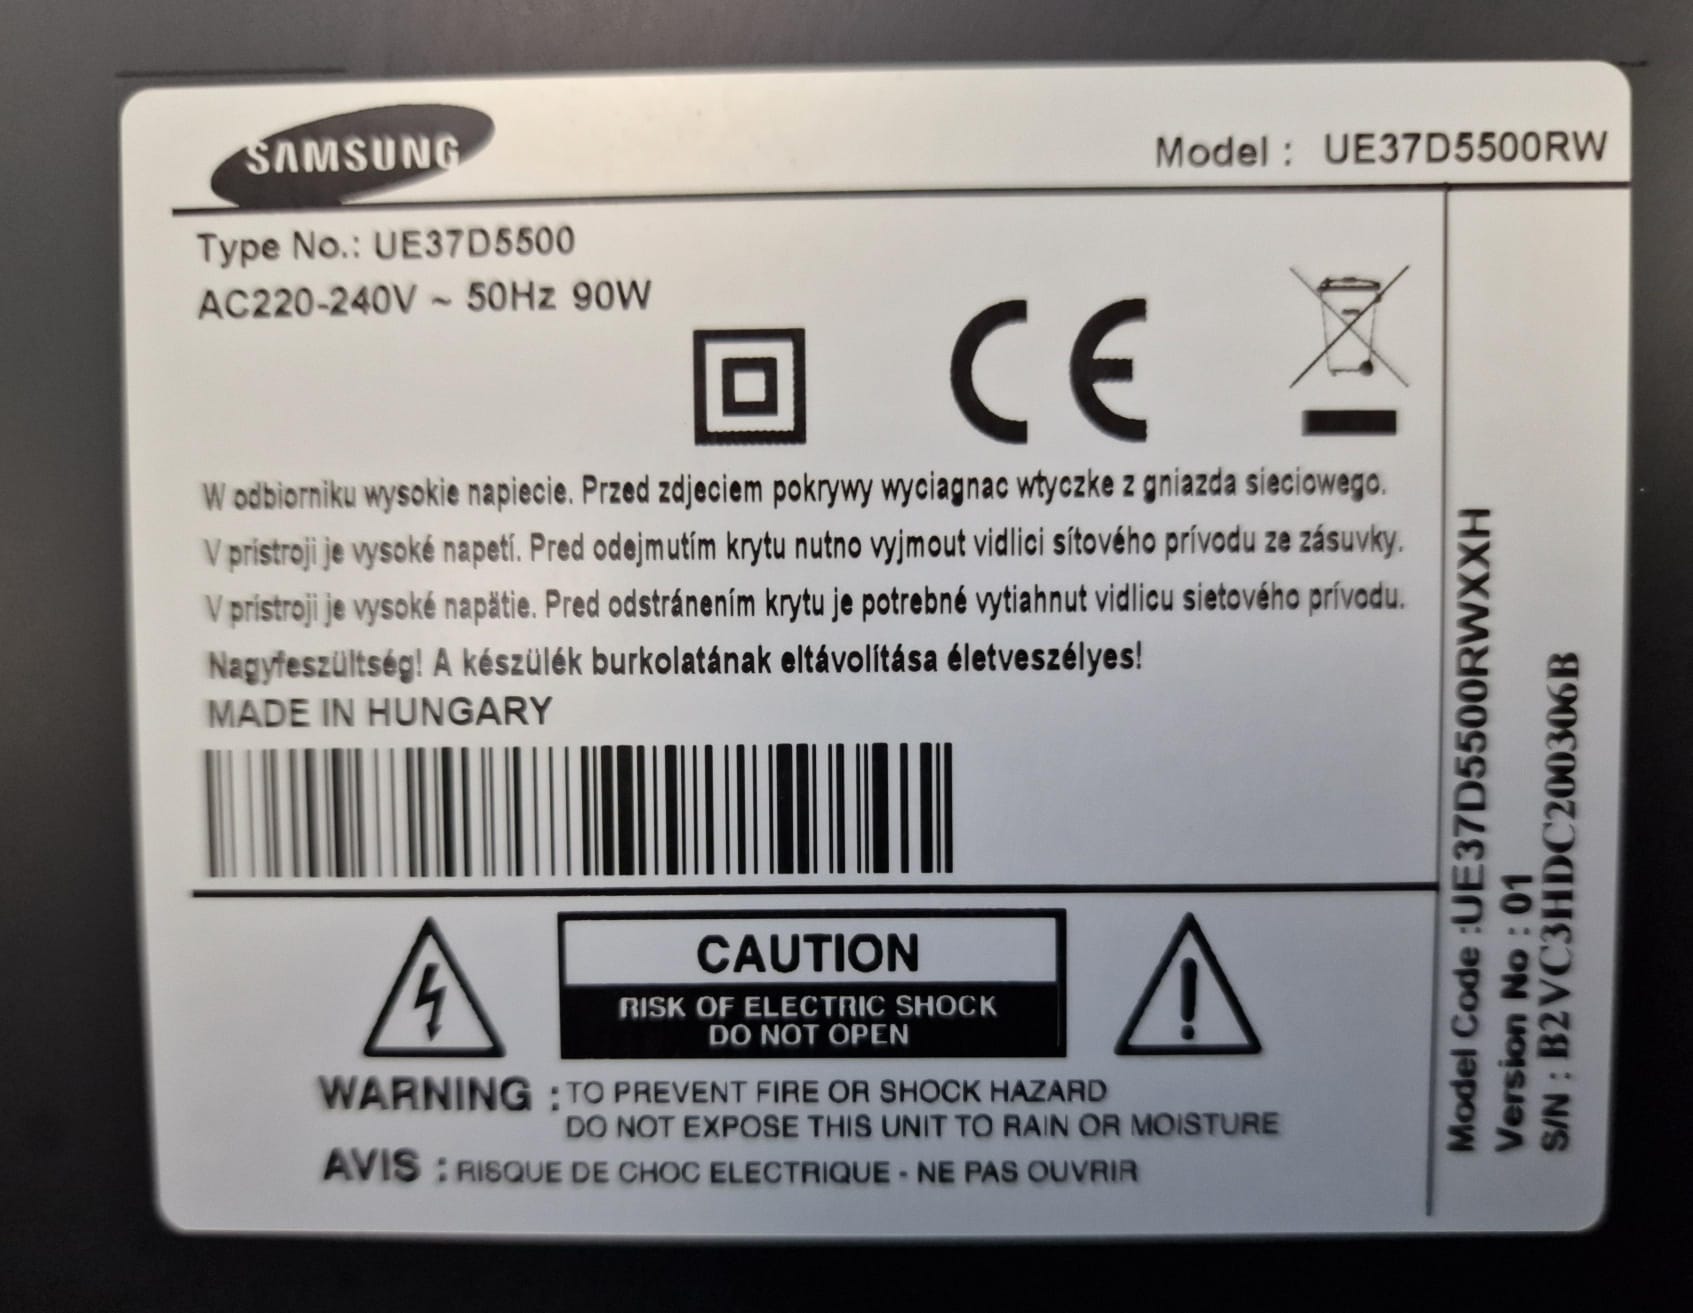 SAMSUNG
Model : UE37D5500RW
Type No.: UE37D5500
AC220-240V ~ 50Hz 90W
CE
W odbiorniku wysokie napiecie. Przed zdjeciem pokrywy wyciagnac wtyczke z gniazda sieciowego.
V prístroji je vysoké napetí. Pred odejmutím krytu nutno vyjmout vidlici sítového prívodu ze zásuvky.
V prístroji je vysoké napätie. Pred odstránením krytu je potrebné vytiahnut vidlicu sietového prívodu.
Nagyfeszültség! A készülék burkolatának eltávolítása életveszélyes!
MADE IN HUNGARY
CAUTION
RISK OF ELECTRIC SHOCK
DO NOT OPEN
WARNING : TO PREVENT FIRE OR SHOCK HAZARD
DO NOT EXPOSE THIS UNIT TO RAIN OR MOISTURE
AVIS : RISQUE DE CHOC ELECTRIQUE - NE PAS OUVRIR
Model Code :UE37D5500RWXXH
Version No : 01
S/N : B2VC3HDC200306B